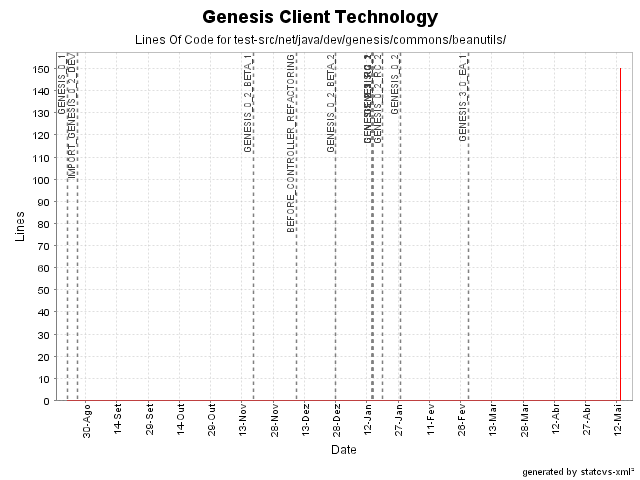 Genesis Client Technology
Lines Of Code for test-src/net/java/dev/genesis/commons/beanutils/
GENESIS_0_1
IMPORT_GENESIS_0_2_DEV
GENESIS_0_2_BETA_1
BEFORE_CONTROLLER_REFACTORING
GENESIS_0_2_BETA_2
GENESIS_0_2_RC_2
GENESIS_0_2
GENESIS_3_0_EA_1
Lines
150
140
130
120
110
100
90
80
70
60
50
40
30
20
10
0
30-Ago
14-Set
29-Set
14-Out
29-Out
13-Nov
28-Nov
13-Dez
28-Dez
12-Jan
27-Jan
11-Fev
26-Fev
13-Mar
28-Mar
12-Abr
27-Abr
12-Mai
Date
generated by statcvs-xml²